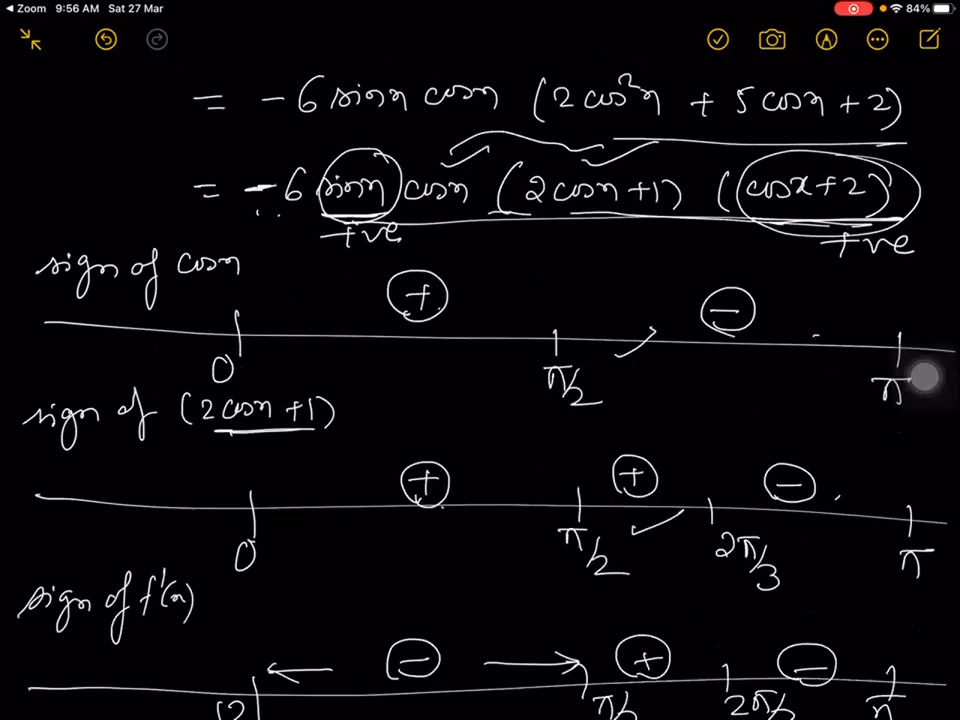 Zoom 9:56 AM Sat 27 Mar 84%
= -6 sinx cosx (2cos²x + 5cosx + 2)
= -6 sinx cosx (2cosx + 1) (cosx + 2)
+ve +ve
sign of cosx
+ −
0 π/2 π
sign of (2cosx + 1)
+ + −
0 π/2 2π/3 π
sign of f'(x)
− + −
π/2 2π/3 π